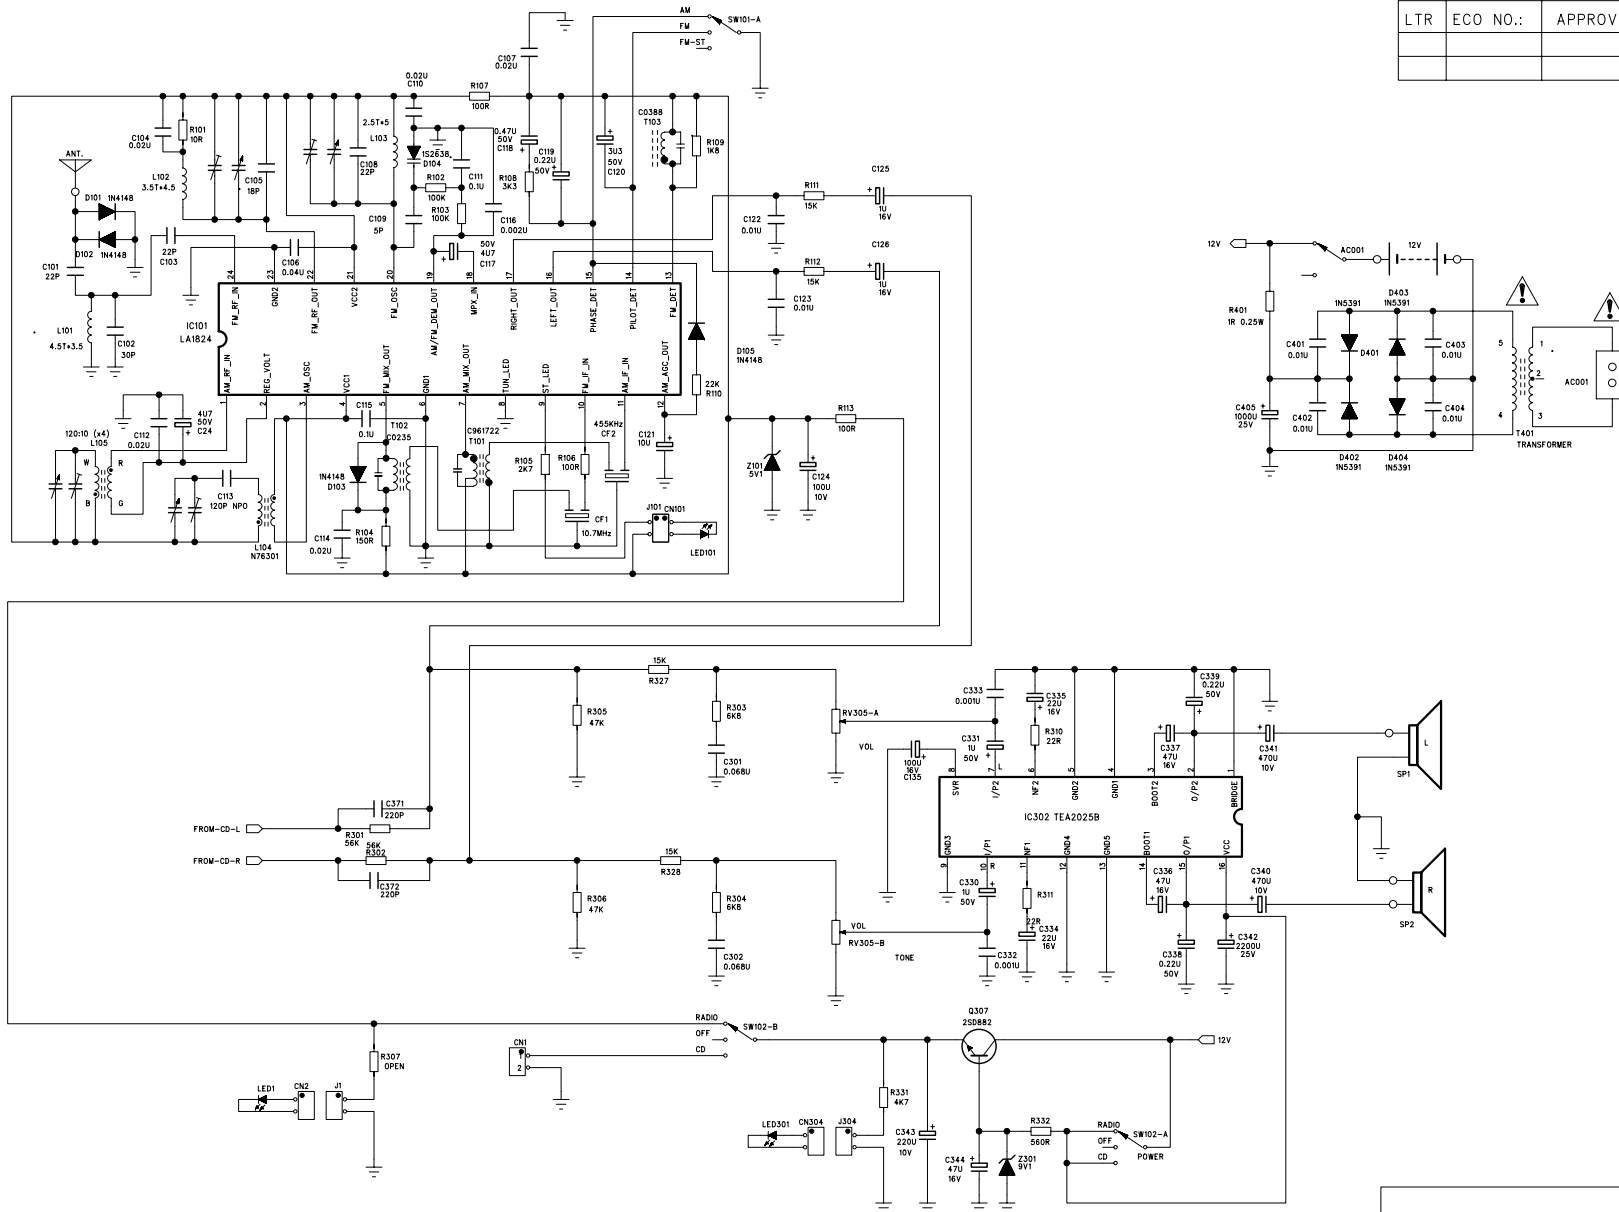 LTR ECO NO.: APPROV
AM
FM
FM-ST
SW101-A
C107
0.02U
0.02U
C110
R107
100R
C104
0.02U
R101
10R
2.5T*5
L103
C108
22P
1S2638
D104
R102
100K
R103
100K
C109
5P
C111
0.1U
C116
0.002U
50V
4U7
C117
0.47U
50V
C118
C119
0.22U
50V
R108
3K3
3U3
50V
C120
C0388
T103
R109
1K8
ANT.
L102
3.5T*4.5
C105
18P
D101 1N4148
D102 1N4148
C101
22P
22P
C103
C106
0.04U
L101
4.5T*3.5
C102
30P
C122
0.01U
R111
15K
C125
1U
16V
C126
1U
16V
R112
15K
C123
0.01U
24 23 22 21 20 19 18 17 16 15 14 13
FM_RF_IN
GND2
FM_RF_OUT
VCC2
FM_OSC
AM/FM_DEM_OUT
MPX_IN
RIGHT_OUT
LEFT_OUT
PHASE_DET
PILOT_DET
FM_DET
IC101
LA1824
AM_RF_IN
REG_VOLT
AM_OSC
VCC1
FM_MIX_OUT
GND1
AM_MIX_OUT
TUN_LED
ST_LED
FM_IF_IN
AM_IF_IN
AM_AGC_OUT
1 2 3 4 5 6 7 8 9 10 11 12
D105
1N4148
22K
R110
4U7
50V
C24
C112
0.02U
120:10 (x4)
L105
W
R
B
G
C113
120P NPO
L104
N76301
C115
0.1U
T102
C0235
C961722
T101
1N4148
D103
C114
0.02U
R104
150R
R105
2K7
R106
100R
455KHz
CF2
C121
10U
CF1
10.7MHz
J101 CN101
LED101
R113
100R
Z101
5V1
C124
100U
10V
12V
AC001
12V
R401
1R 0.25W
D403
1N5391
1N5391
C401
0.01U
D401
C403
0.01U
C405
1000U
25V
C402
0.01U
C404
0.01U
D402
1N5391
D404
1N5391
5
4
1
2
3
T401
TRANSFORMER
AC001
15K
R327
R305
47K
R303
6K8
C301
0.068U
RV305-A
VOL
C333
0.001U
C331
1U
50V
L
C335
22U
16V
R310
22R
C339
0.22U
50V
C337
47U
16V
C341
470U
10V
100U
16V
C135
L
SP1
8 7 6 5 4 3 2 1
SVR
I/P2
NF2
GND2
GND1
BOOT2
O/P2
BRIDGE
IC302 TEA2025B
GND3
I/P1
NF1
GND4
GND5
BOOT1
O/P1
VCC
9 10 11 12 13 14 15 16
C371
220P
FROM-CD-L
R301
56K
56K
R302
FROM-CD-R
C372
220P
15K
R328
R306
47K
R304
6K8
C302
0.068U
VOL
RV305-B
TONE
R
C330
1U
50V
R311
22R
C334
22U
16V
C332
0.001U
C336
47U
16V
C340
470U
10V
C338
0.22U
50V
C342
2200U
25V
R
SP2
RADIO
OFF
CD
SW102-B
CN1
1
2
R307
OPEN
LED1
CN2
J1
Q307
2SD882
12V
R331
4K7
LED301
CN304
J304
C343
220U
10V
C344
47U
16V
Z301
9V1
R332
560R
RADIO
OFF
CD
SW102-A
POWER